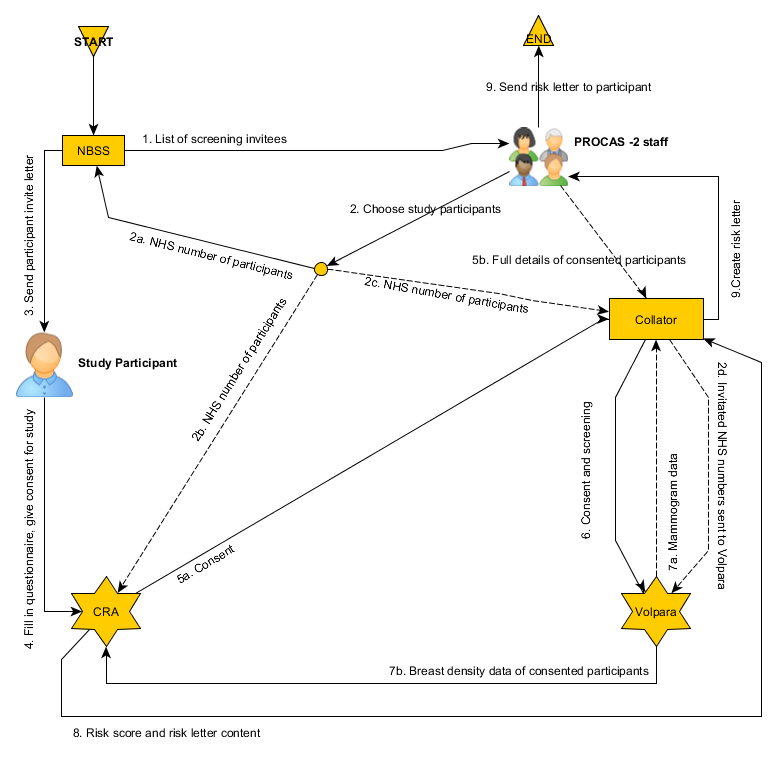 START
END
9. Send risk letter to participant
PROCAS -2 staff
1. List of screening invitees
NBSS
2. Choose study participants
3. Send participant invite letter
2a. NHS number of participants
5b. Full details of consented participants
9.Create risk letter
2c. NHS number of participants
Collator
2b. NHS number of participants
Study Participant
2d. Invitated NHS numbers sent to Volpara
6. Consent and screening
7a. Mammogram data
4. Fill in questionnaire, give consent for study
5a. Consent
CRA
Volpara
7b. Breast density data of consented participants
8. Risk score and risk letter content